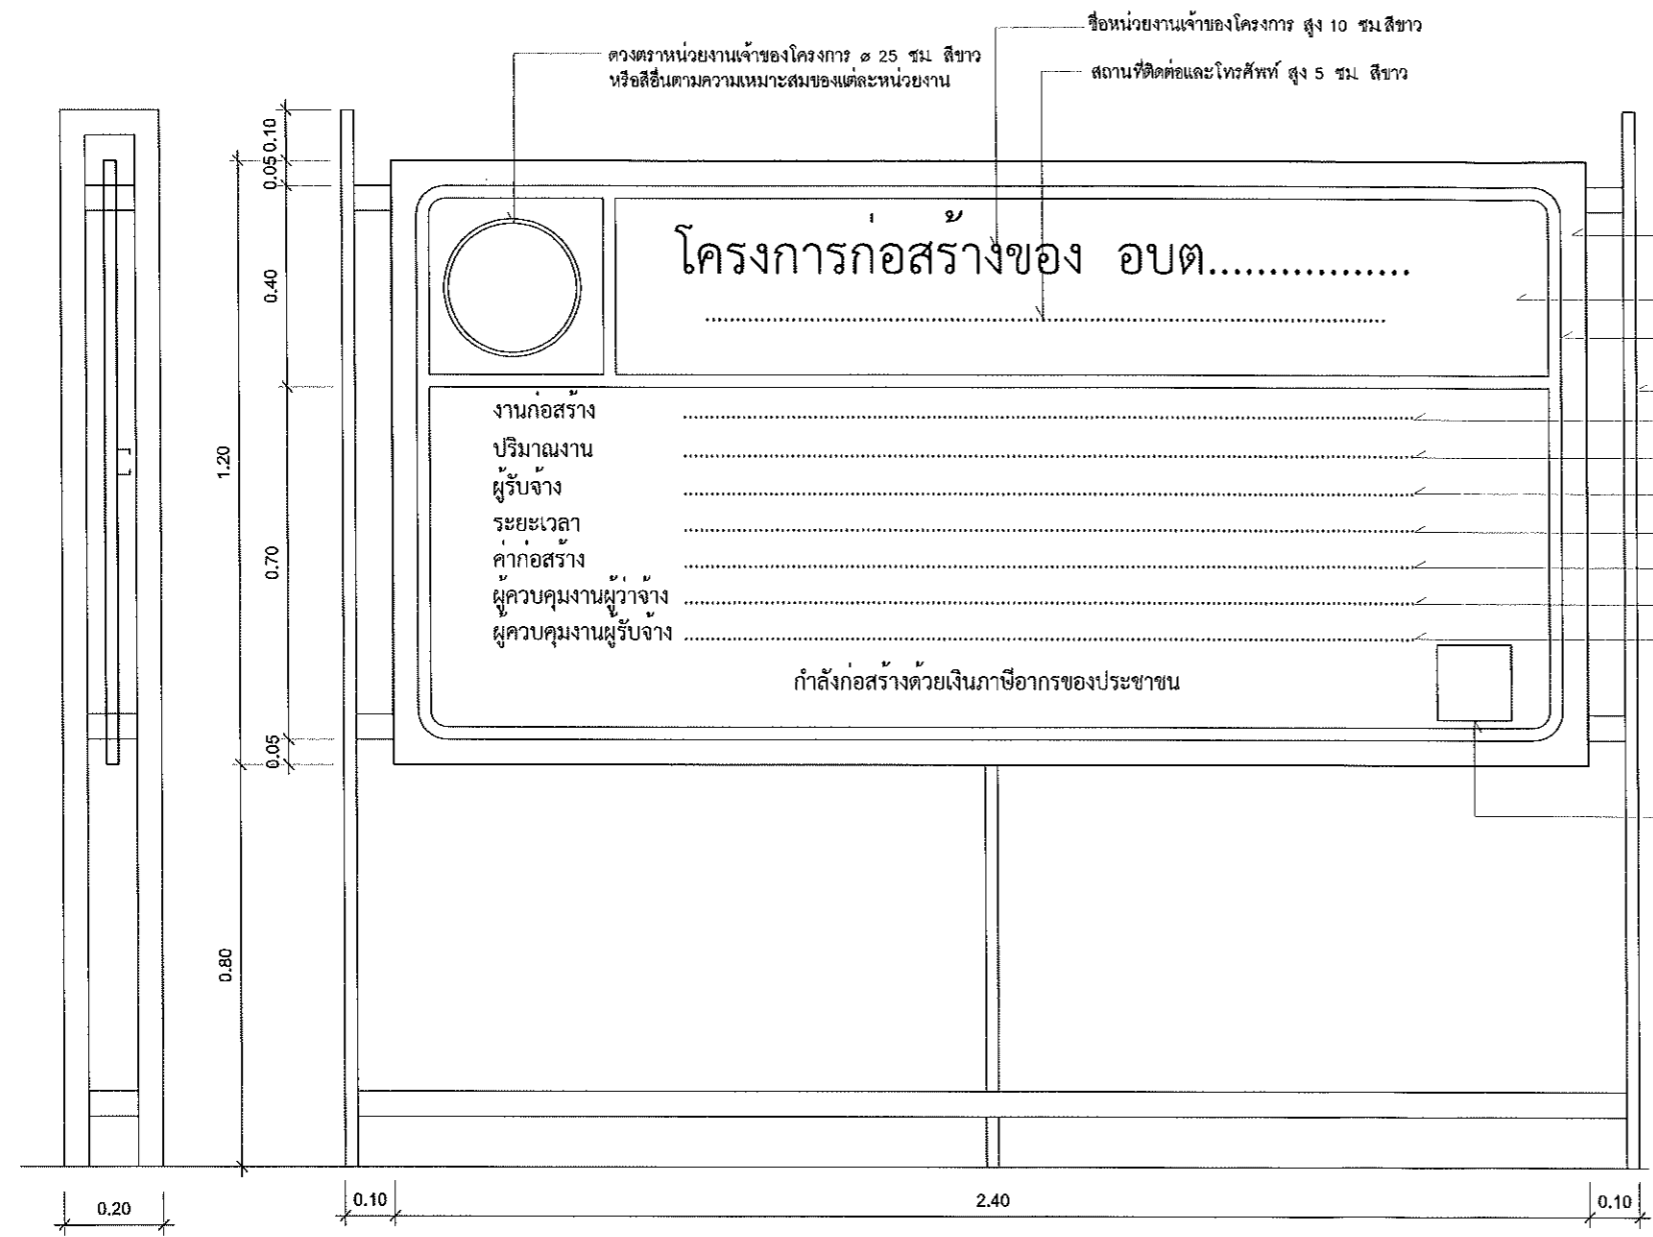 ชื่อหน่วยงานเจ้าของโครงการ สูง 10 ซม.สีขาว
ดวงตราหน่วยงานเจ้าของโครงการ ø 25 ซม. สีขาว
หรือสีอื่นตามความเหมาะสมของแต่ละหน่วยงาน
สถานที่ติดต่อและโทรศัพท์ สูง 5 ซม. สีขาว
0.10
0.05
0.40
1.20
0.70
0.05
0.80
โครงการก่อสร้างของ อบต.................
งานก่อสร้าง
ปริมาณงาน
ผู้รับจ้าง
ระยะเวลา
ค่าก่อสร้าง
ผู้ควบคุมงานผู้ว่าจ้าง
ผู้ควบคุมงานผู้รับจ้าง
กำลังก่อสร้างด้วยเงินภาษีอากรของประชาชน
0.20
0.10
2.40
0.10